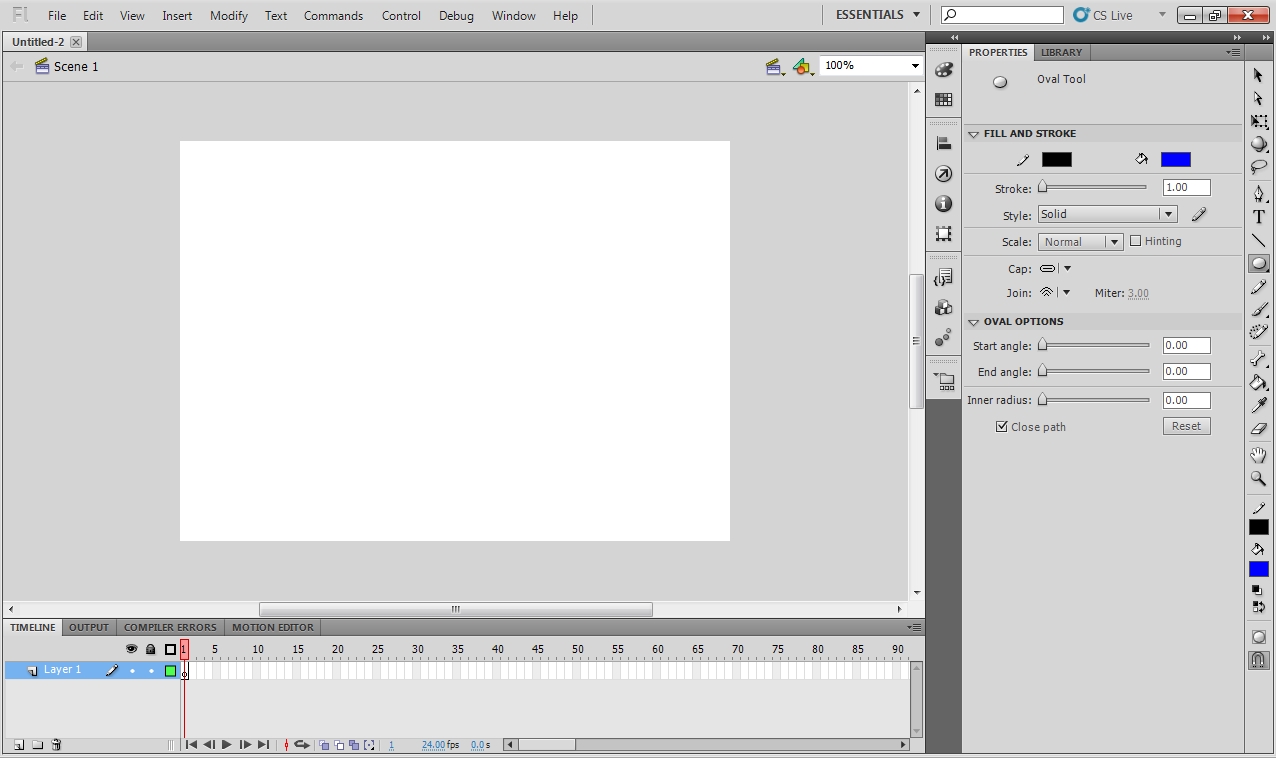 Fl File Edit View Insert Modify Text Commands Control Debug Window Help ESSENTIALS CS Live
Untitled-2
Scene 1 100%
PROPERTIES LIBRARY
Oval Tool
FILL AND STROKE
Stroke: 1.00
Style: Solid
Scale: Normal Hinting
Cap:
Join: Miter: 3.00
OVAL OPTIONS
Start angle: 0.00
End angle: 0.00
Inner radius: 0.00
Close path Reset
T
TIMELINE OUTPUT COMPILER ERRORS MOTION EDITOR
1 5 10 15 20 25 30 35 40 45 50 55 60 65 70 75 80 85 90
Layer 1
1 24.00 fps 0.0 s